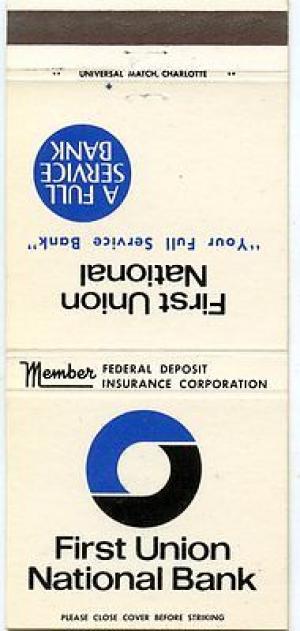 UNIVERSAL MATCH, CHARLOTTE
A FULL
SERVICE
BANK
"Your Full Service Bank"
First Union
National
Member FEDERAL DEPOSIT
INSURANCE CORPORATION
First Union
National Bank
PLEASE CLOSE COVER BEFORE STRIKING